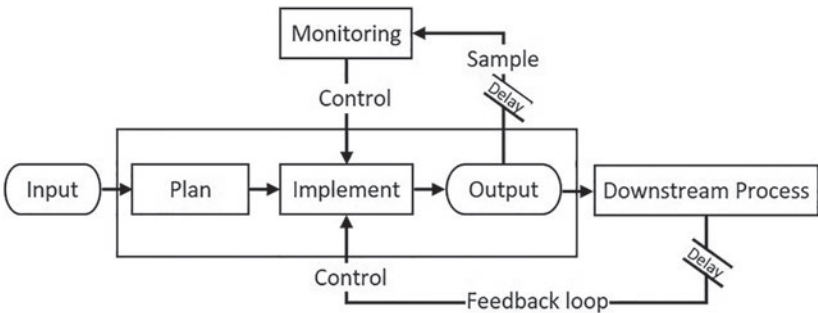 Monitoring
Sample
Delay
Control
Input
Plan
Implement
Output
Downstream Process
Control
Delay
Feedback loop